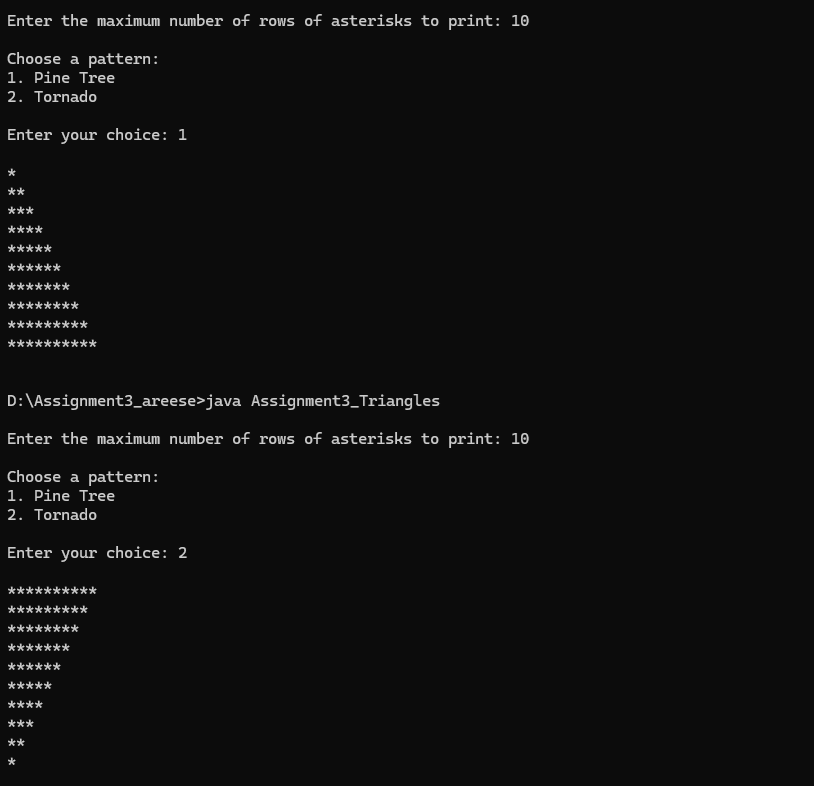 Enter the maximum number of rows of asterisks to print: 10
Choose a pattern:
1. Pine Tree
2. Tornado
Enter your choice: 1
*
**
***
****
*****
******
*******
********
*********
**********
D:\Assignment3_areese>java Assignment3_Triangles
Enter the maximum number of rows of asterisks to print: 10
Choose a pattern:
1. Pine Tree
2. Tornado
Enter your choice: 2
**********
*********
********
*******
******
*****
****
***
**
*